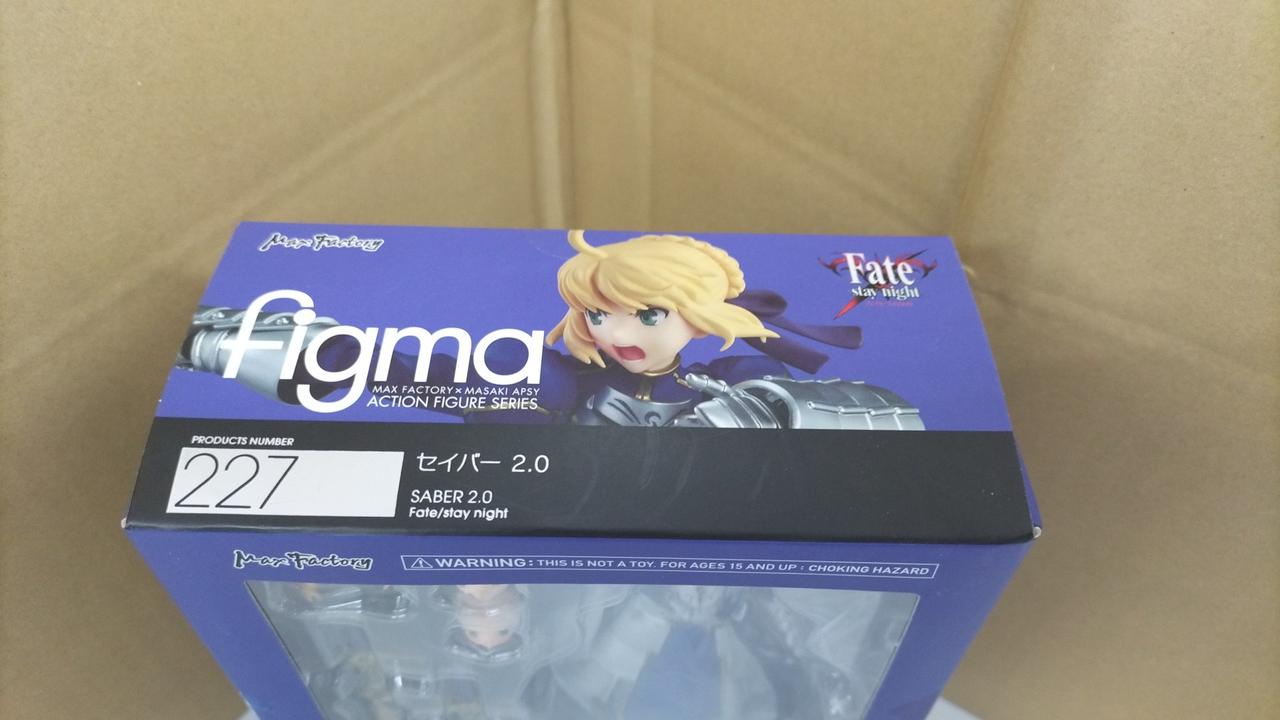 Max Factory
Fate
stay night
figma
MAX FACTORY × MASAKI APSY
ACTION FIGURE SERIES
PRODUCTS NUMBER
227
セイバー 2.0
SABER 2.0
Fate/stay night
Max Factory
WARNING : THIS IS NOT A TOY. FOR AGES 15 AND UP : CHOKING HAZARD